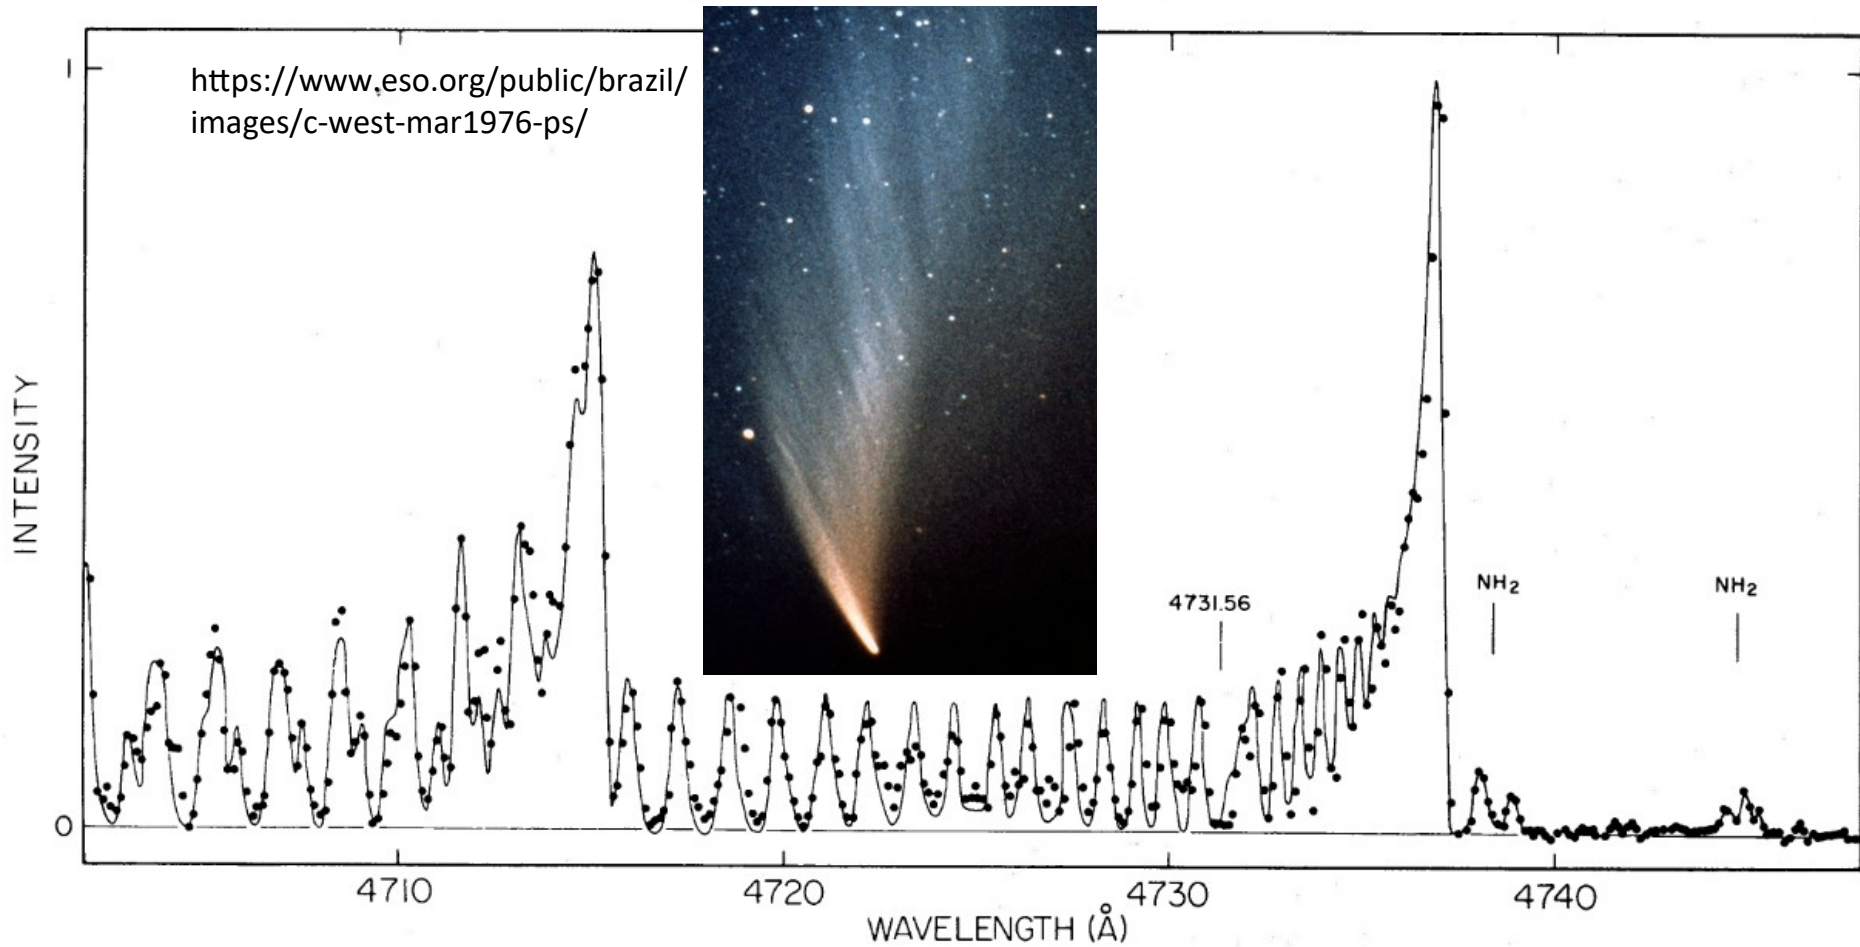 1
https://www.eso.org/public/brazil/
images/c-west-mar1976-ps/
INTENSITY
4731.56
NH₂
NH₂
0
4710
4720
4730
4740
WAVELENGTH (Å)